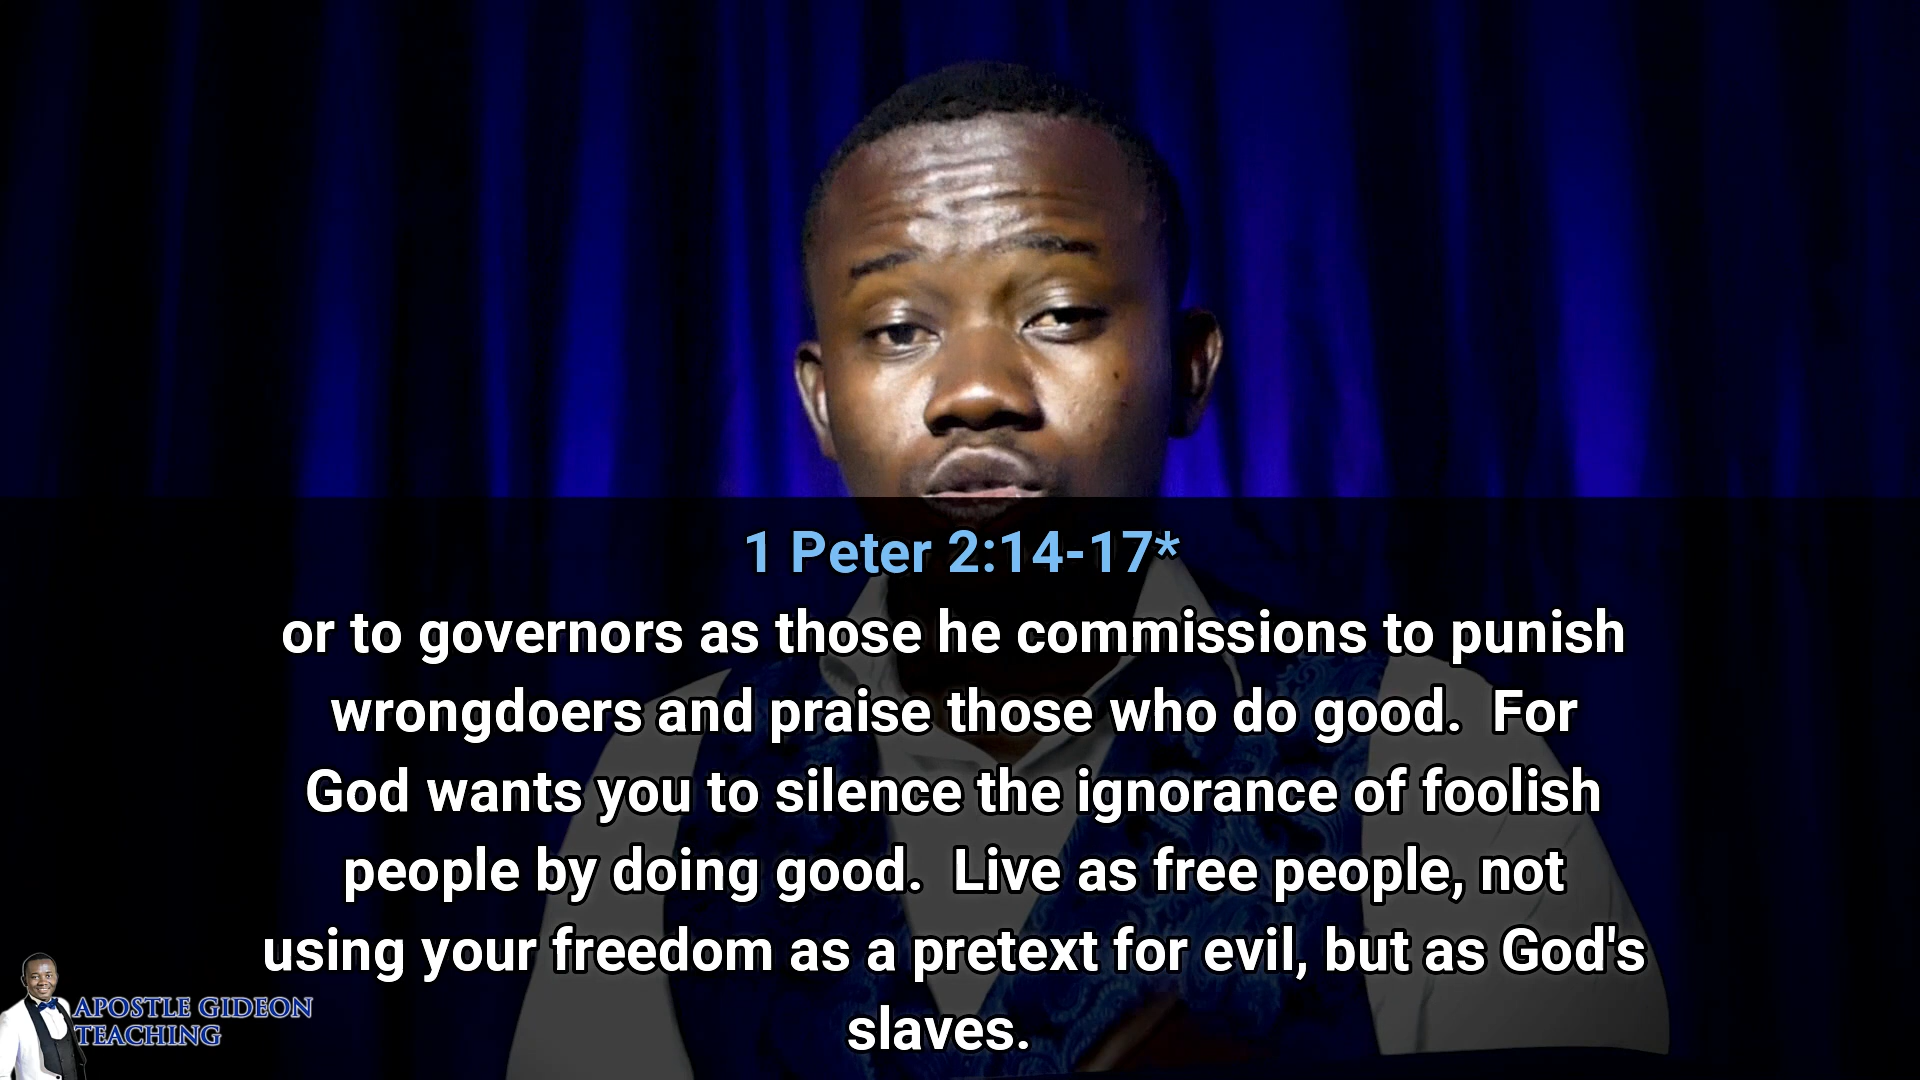 1 Peter 2:14-17*
or to governors as those he commissions to punish
wrongdoers and praise those who do good.  For
God wants you to silence the ignorance of foolish
people by doing good.  Live as free people, not
using your freedom as a pretext for evil, but as God's
slaves.
APOSTLE GIDEON
TEACHING